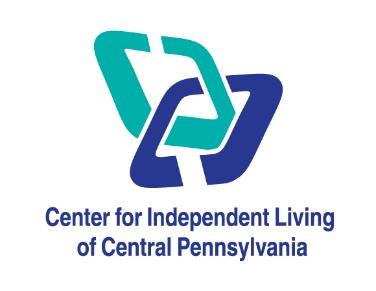 Center for Independent Living
of Central Pennsylvania